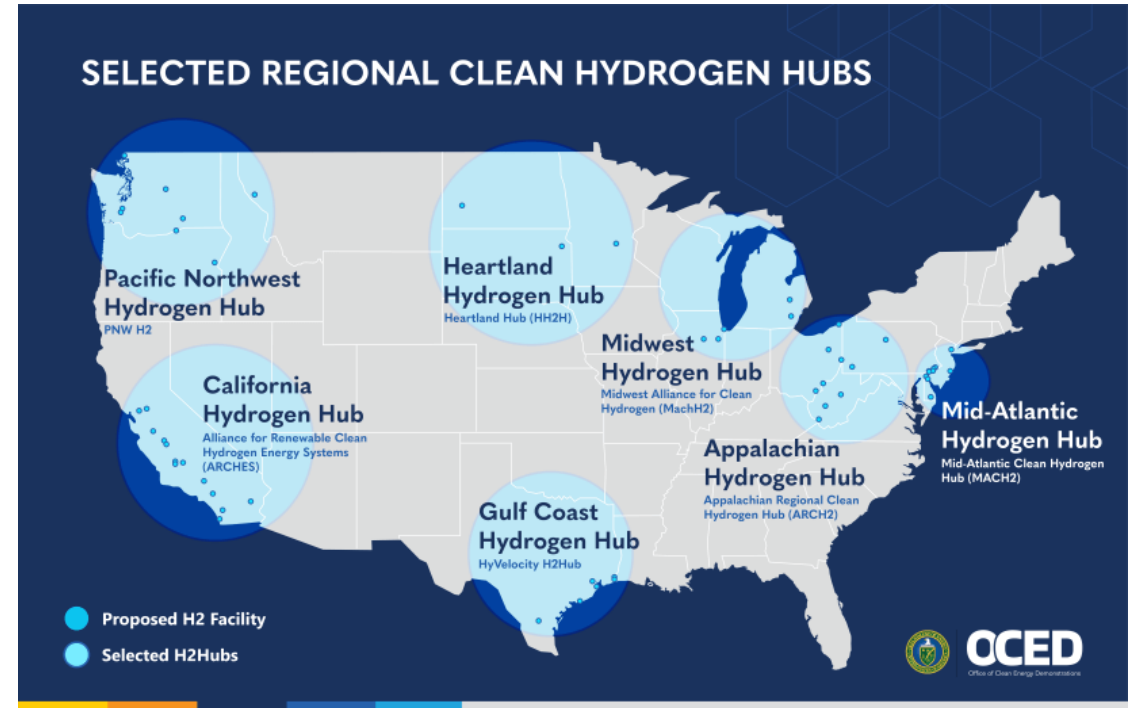 SELECTED REGIONAL CLEAN HYDROGEN HUBS
Pacific Northwest
Hydrogen Hub
PNW H2
Heartland
Hydrogen Hub
Heartland Hub (HH2H)
Midwest
Hydrogen Hub
Midwest Alliance for Clean
Hydrogen (MachH2)
California
Hydrogen Hub
Alliance for Renewable Clean
Hydrogen Energy Systems
(ARCHES)
Mid-Atlantic
Hydrogen Hub
Mid-Atlantic Clean Hydrogen
Hub (MACH2)
Appalachian
Hydrogen Hub
Appalachian Regional Clean
Hydrogen Hub (ARCH2)
Gulf Coast
Hydrogen Hub
HyVelocity H2Hub
Proposed H2 Facility
Selected H2Hubs
OCED
Office of Clean Energy Demonstrations